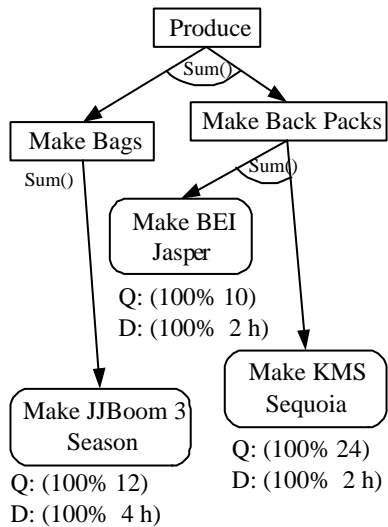 Produce
Sum()
Make Bags
Make Back Packs
Sum()
Sum()
Make BEI
Jasper
Q: (100% 10)
D: (100% 2 h)
Make KMS
Sequoia
Q: (100% 24)
D: (100% 2 h)
Make JJBoom 3
Season
Q: (100% 12)
D: (100% 4 h)